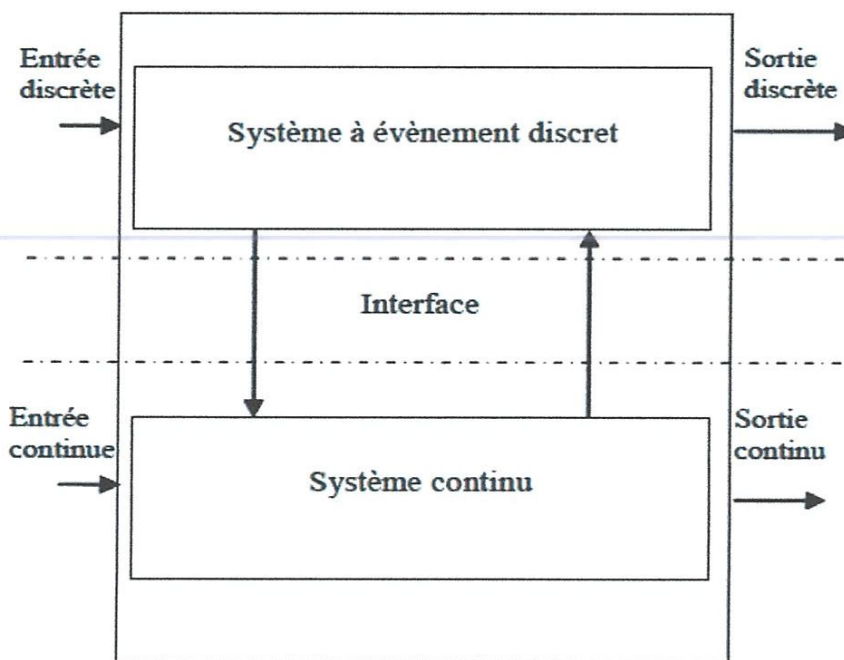 Entrée
discrète
Système à évènement discret
Sortie
discrète
Interface
Entrée
continue
Système continu
Sortie
continu